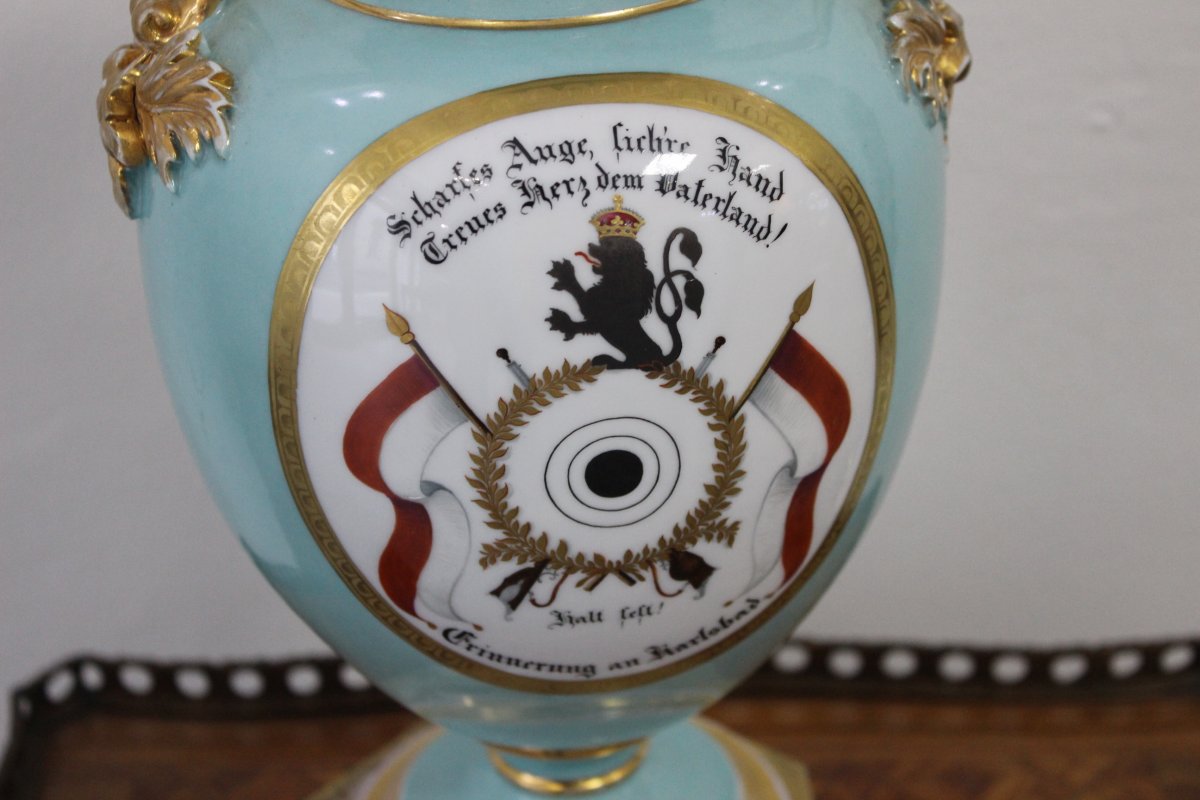 Scharfes Auge, sich're Hand
Treues Herz dem Vaterland!
Halt fest!
Erinnerung an Karlsbad